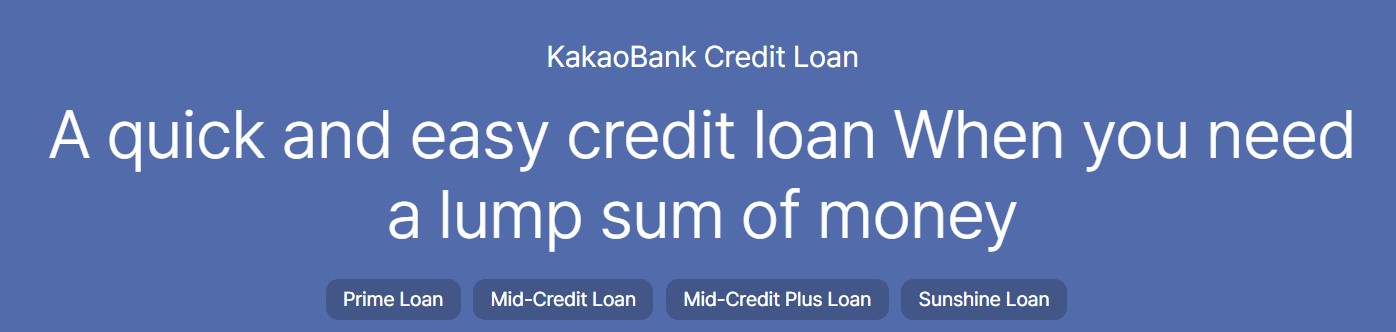 KakaoBank Credit Loan
A quick and easy credit loan When you need
a lump sum of money
Prime Loan Mid-Credit Loan Mid-Credit Plus Loan Sunshine Loan